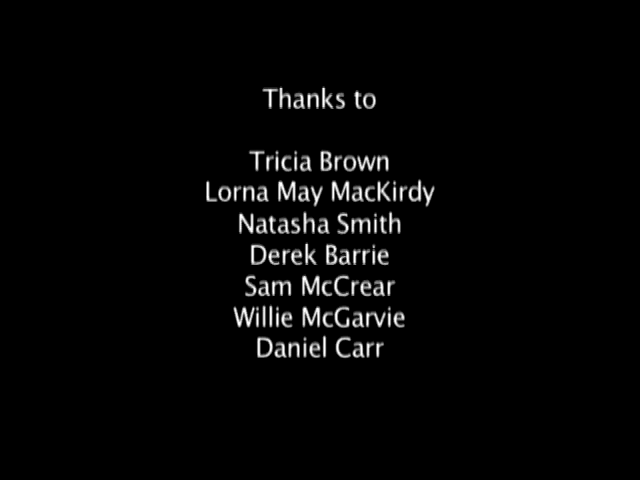 Thanks to
Tricia Brown
Lorna May MacKirdy
Natasha Smith
Derek Barrie
Sam McCrear
Willie McGarvie
Daniel Carr